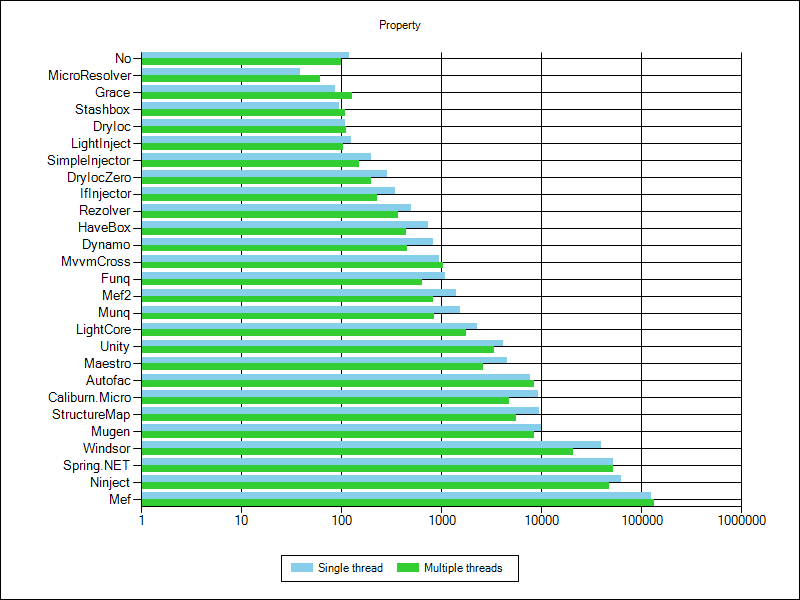 Property
No
MicroResolver
Grace
Stashbox
DryIoc
LightInject
SimpleInjector
DryIocZero
IfInjector
Rezolver
HaveBox
Dynamo
MvvmCross
Funq
Mef2
Munq
LightCore
Unity
Maestro
Autofac
Caliburn.Micro
StructureMap
Mugen
Windsor
Spring.NET
Ninject
Mef
1 10 100 1000 10000 100000 1000000
Single thread Multiple threads